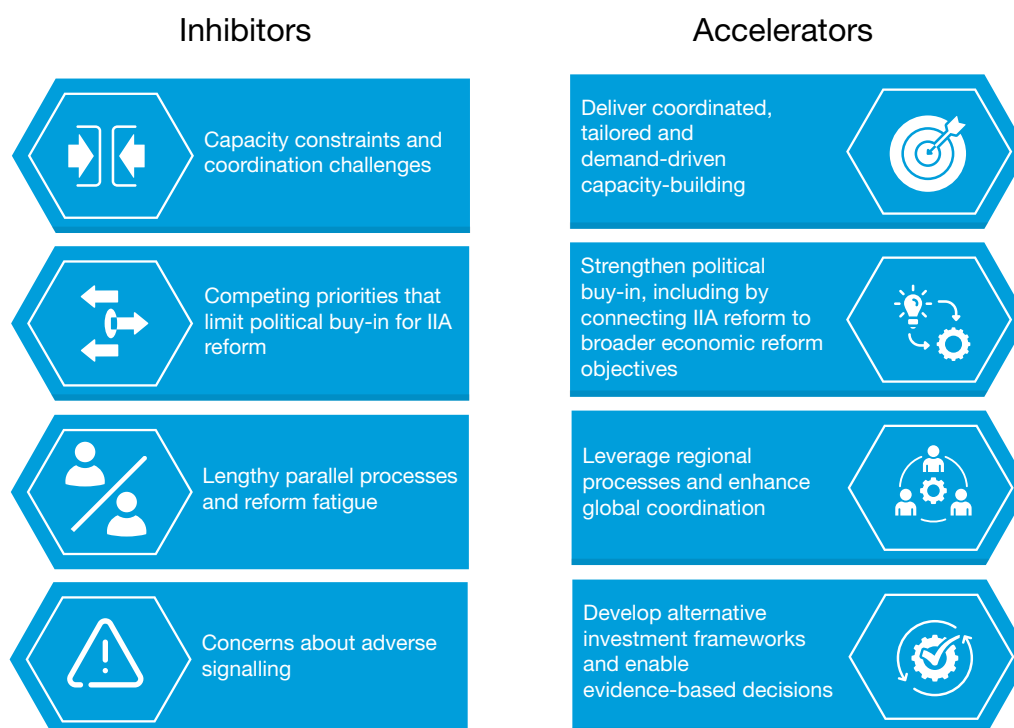 Inhibitors
Capacity constraints and
coordination challenges
Competing priorities that
limit political buy-in for IIA
reform
Lengthy parallel processes
and reform fatigue
Concerns about adverse
signalling
Accelerators
Deliver coordinated,
tailored and
demand-driven
capacity-building
Strengthen political
buy-in, including by
connecting IIA reform to
broader economic reform
objectives
Leverage regional
processes and enhance
global coordination
Develop alternative
investment frameworks
and enable
evidence-based decisions